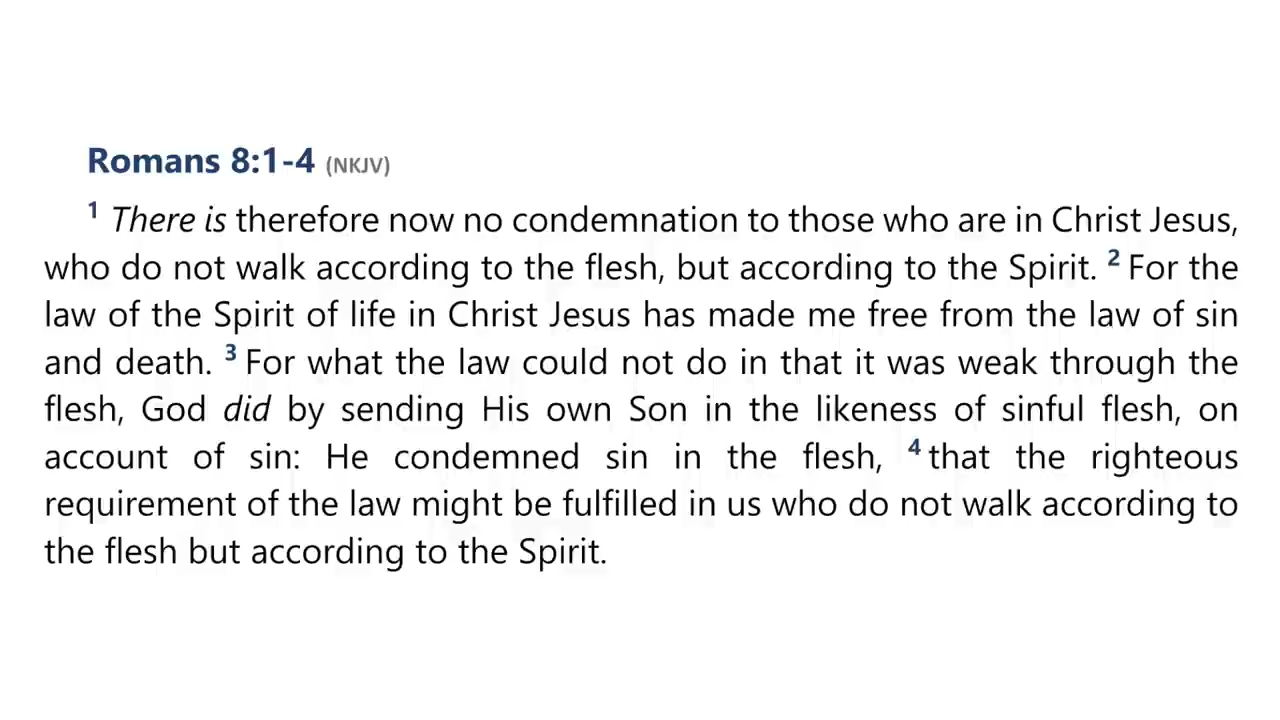 Romans 8:1-4 (NKJV)
1 There is therefore now no condemnation to those who are in Christ Jesus,
who do not walk according to the flesh, but according to the Spirit. 2 For the
law of the Spirit of life in Christ Jesus has made me free from the law of sin
and death. 3 For what the law could not do in that it was weak through the
flesh, God did by sending His own Son in the likeness of sinful flesh, on
account of sin: He condemned sin in the flesh, 4 that the righteous
requirement of the law might be fulfilled in us who do not walk according to
the flesh but according to the Spirit.